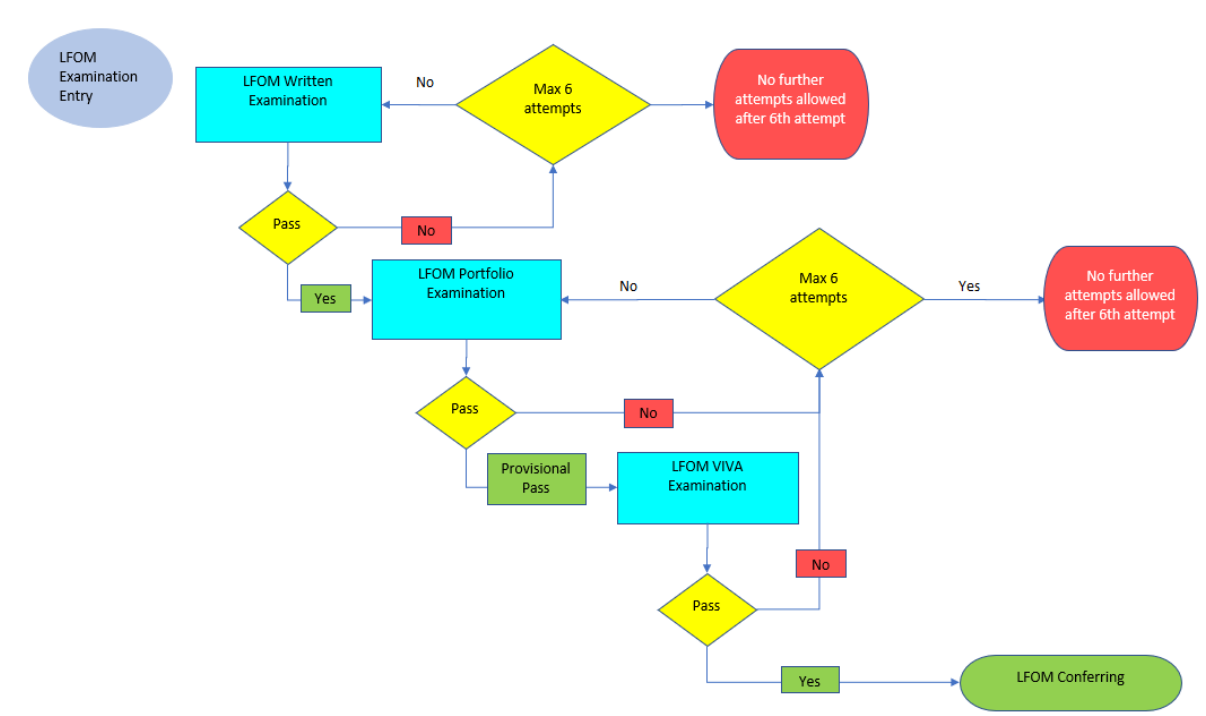 LFOM
Examination
Entry
LFOM Written
Examination
No
Max 6
attempts
No further
attempts allowed
after 6th attempt
Pass
No
Yes
LFOM Portfolio
Examination
No
Max 6
attempts
Yes
No further
attempts allowed
after 6th attempt
Pass
No
Provisional
Pass
LFOM VIVA
Examination
No
Pass
Yes
LFOM Conferring